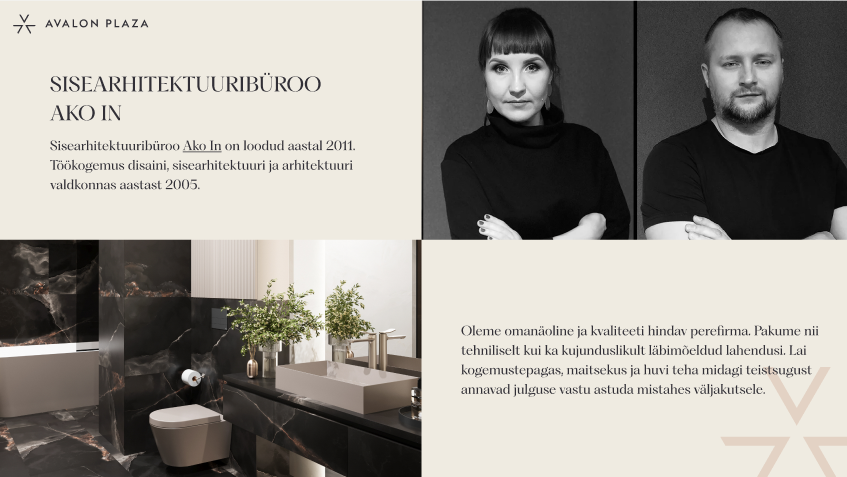 AVALON PLAZA
SISEARHITEKTUURIBÜROO
AKO IN
Sisearhitektuuribüroo Ako In on loodud aastal 2011.
Töökogemus disaini, sisearhitektuuri ja arhitektuuri
valdkonnas aastast 2005.
Oleme omanäoline ja kvaliteeti hindav perefirma. Pakume nii
tehniliselt kui ka kujunduslikult läbimõeldud lahendusi. Lai
kogemustepagas, maitsekus ja huvi teha midagi teistsugust
annavad julguse vastu astuda mistahes väljakutsele.